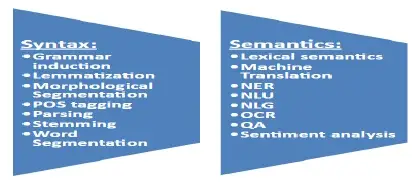 Syntax:
•Grammar
induction
•Lemmatization
•Morphological
Segmentation
•POS tagging
•Parsing
•Stemming
•Word
Segmentation
Semantics:
•Lexical semantics
•Machine
Translation
•NER
•NLU
•NLG
•OCR
•QA
•Sentiment analysis